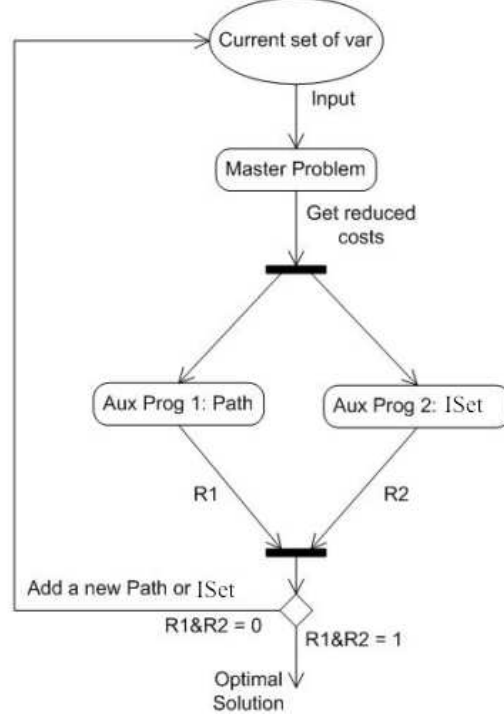 Current set of var
Input
Master Problem
Get reduced
costs
Aux Prog 1: Path
Aux Prog 2: ISet
R1
R2
Add a new Path or ISet
R1&R2 = 0
R1&R2 = 1
Optimal
Solution